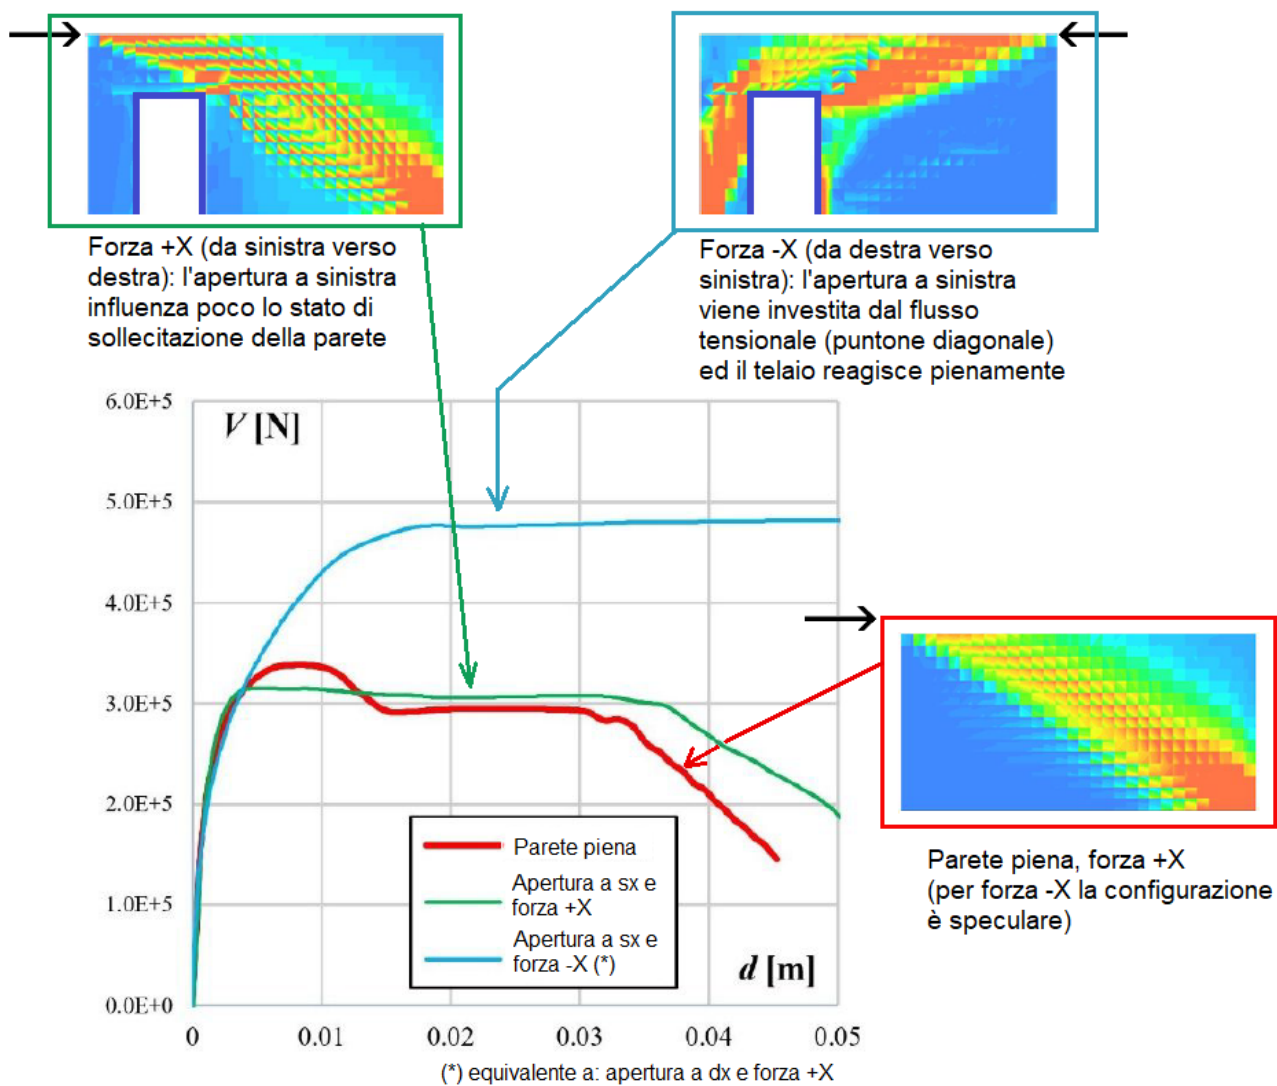 Forza +X (da sinistra verso
destra): l'apertura a sinistra
influenza poco lo stato di
sollecitazione della parete
Forza -X (da destra verso
sinistra): l'apertura a sinistra
viene investita dal flusso
tensionale (puntone diagonale)
ed il telaio reagisce pienamente
6.0E+5
V [N]
5.0E+5
4.0E+5
3.0E+5
2.0E+5
1.0E+5
0.0E+0
Parete piena
Apertura a sx e
forza +X
Apertura a sx e
forza -X (*)
d [m]
0
0.01
0.02
0.03
0.04
0.05
(*) equivalente a: apertura a dx e forza +X
Parete piena, forza +X
(per forza -X la configurazione
è speculare)